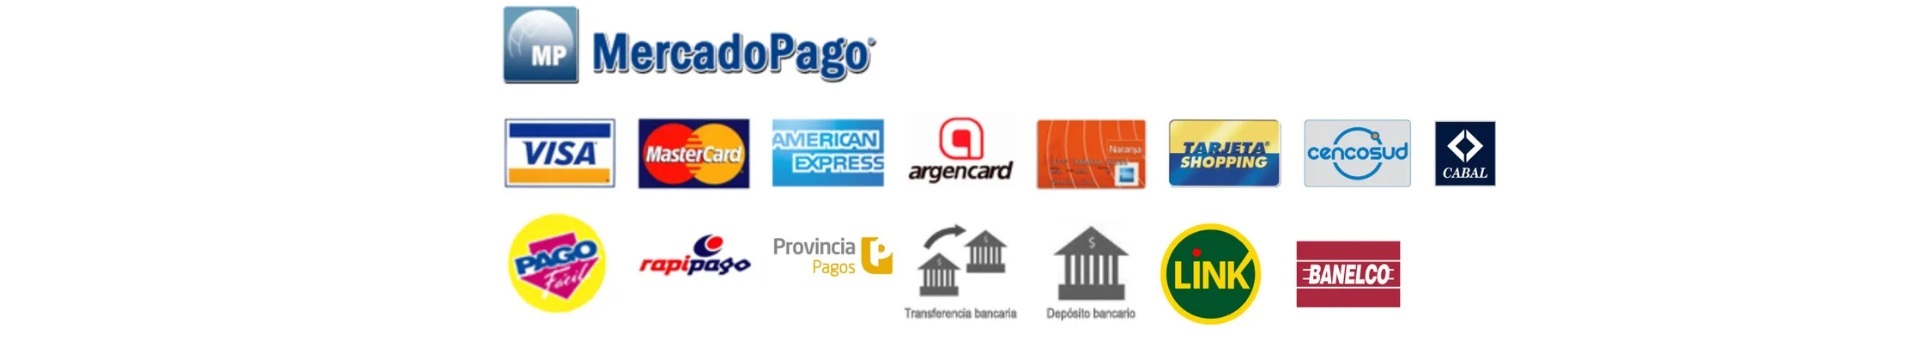 MP MercadoPago
VISA
MasterCard
AMERICAN
EXPRESS
argencard
Naranja
TARJETA
SHOPPING
cencosud
CABAL
PAGO
Fácil
rapipago
Provincia
Pagos
Transferencia bancaria
Depósito bancario
LiNK
BANELCO